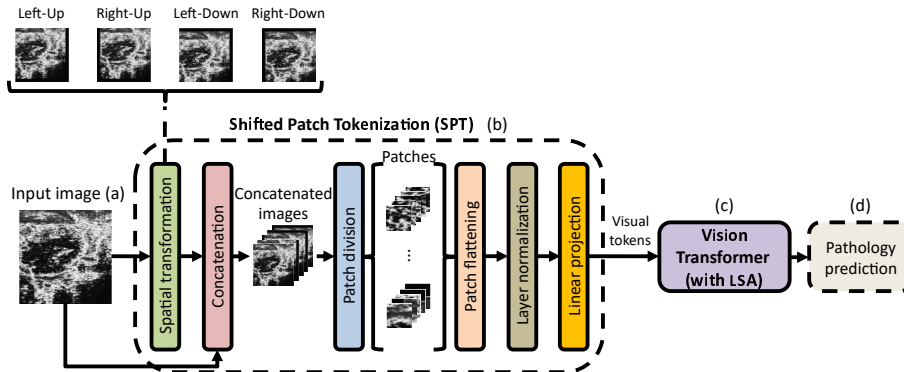 Left-Up
Right-Up
Left-Down
Right-Down
Shifted Patch Tokenization (SPT) (b)
Input image (a)
Spatial transformation
Concatenation
Concatenated
images
Patch division
Patches
...
Patch flattening
Layer normalization
Linear projection
Visual
tokens
(c)
Vision
Transformer
(with LSA)
(d)
Pathology
prediction